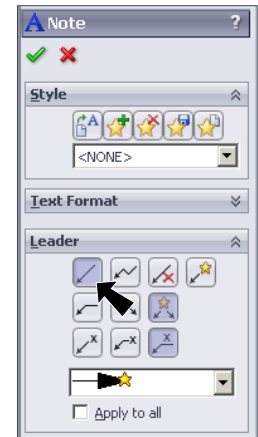 Note ?
Style
<NONE>
Text Format
Leader
Apply to all